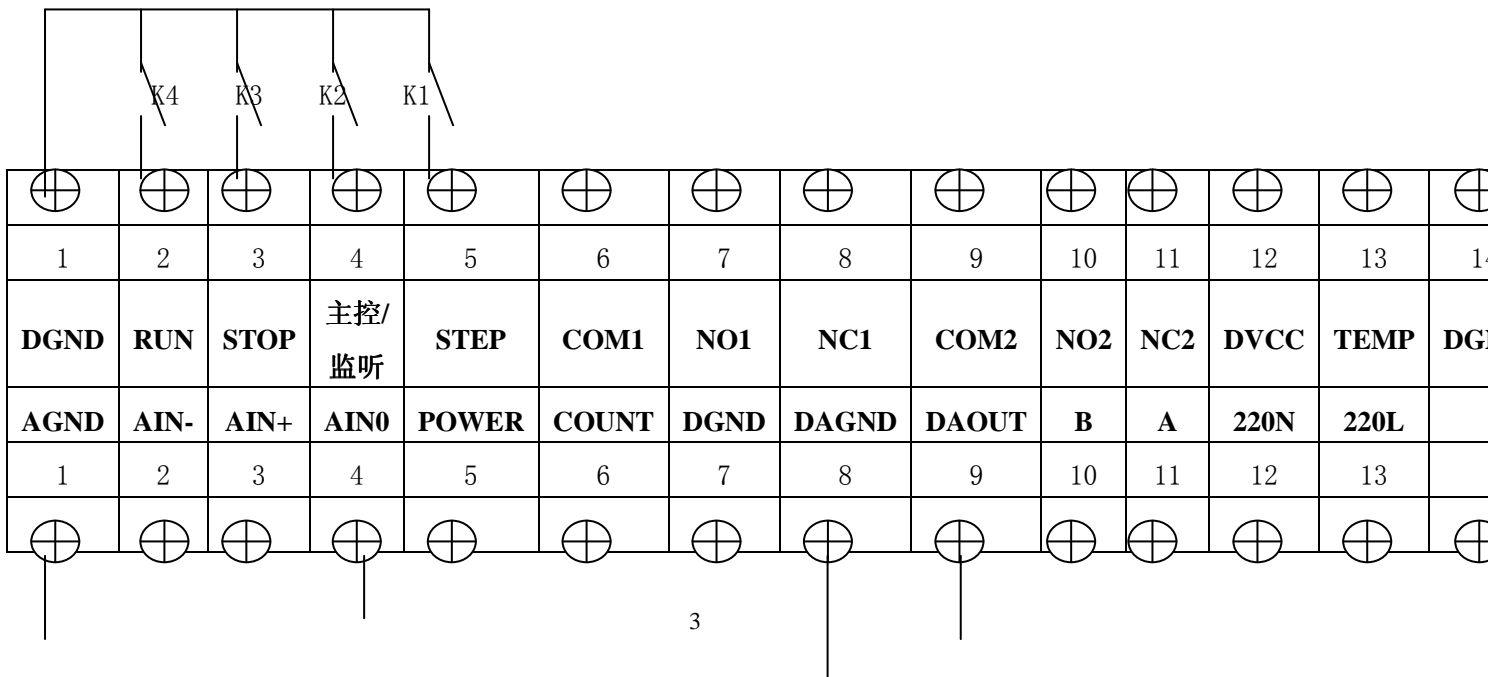 K4 K3 K2 K1
1 2 3 4 5 6 7 8 9 10 11 12 13
DGND RUN STOP 主控/ STEP COM1 NO1 NC1 COM2 NO2 NC2 DVCC TEMP
监听
AGND AIN- AIN+ AIN0 POWER COUNT DGND DAGND DAOUT B A 220N 220L
1 2 3 4 5 6 7 8 9 10 11 12 13
3